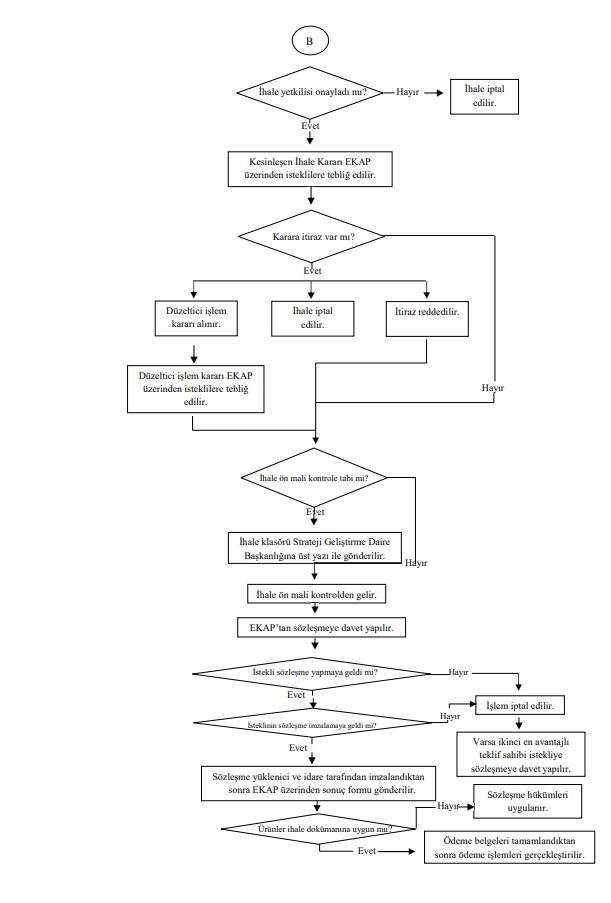 B
İhale yetkilisi onayladı mı?
Hayır
İhale iptal
edilir.
Evet
Kesinleşen İhale Kararı EKAP
üzerinden isteklilere tebliğ edilir.
Karara itiraz var mı?
Evet
Düzeltici işlem
kararı alınır.
İhale iptal
edilir.
İtiraz reddedilir.
Düzeltici işlem kararı EKAP
üzerinden isteklilere tebliğ
edilir.
Hayır
İhale ön mali kontrole tabi mi?
Evet
İhale klasörü Strateji Geliştirme Daire
Başkanlığına üst yazı ile gönderilir.
Hayır
İhale ön mali kontrolden gelir.
EKAP’tan sözleşmeye davet yapılır.
İstekli sözleşme yapmaya geldi mi?
Hayır
Evet
İşlem iptal edilir.
İsteklinin sözleşme imzalamaya geldi mi?
Hayır
Evet
Varsa ikinci en avantajlı
teklif sahibi istekliye
sözleşmeye davet yapılır.
Sözleşme yüklenici ve idare tarafından imzalandıktan
sonra EKAP üzerinden sonuç formu gönderilir.
Sözleşme hükümleri
uygulanır.
Hayır
Ürünler ihale dokümanına uygun mu?
Evet
Ödeme belgeleri tamamlandıktan
sonra ödeme işlemleri gerçekleştirilir.